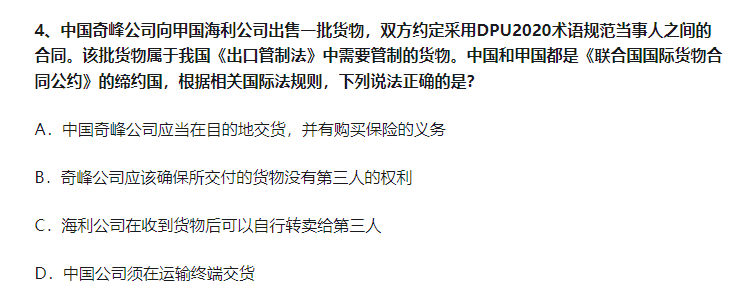 4、中国奇峰公司向甲国海利公司出售一批货物，双方约定采用DPU2020术语规范当事人之间的
合同。该批货物属于我国《出口管制法》中需要管制的货物。中国和甲国都是《联合国国际货物合
同公约》的缔约国，根据相关国际法规则，下列说法正确的是？
A．中国奇峰公司应当在目的地交货，并有购买保险的义务
B．奇峰公司应该确保所交付的货物没有第三人的权利
C．海利公司在收到货物后可以自行转卖给第三人
D．中国公司须在运输终端交货